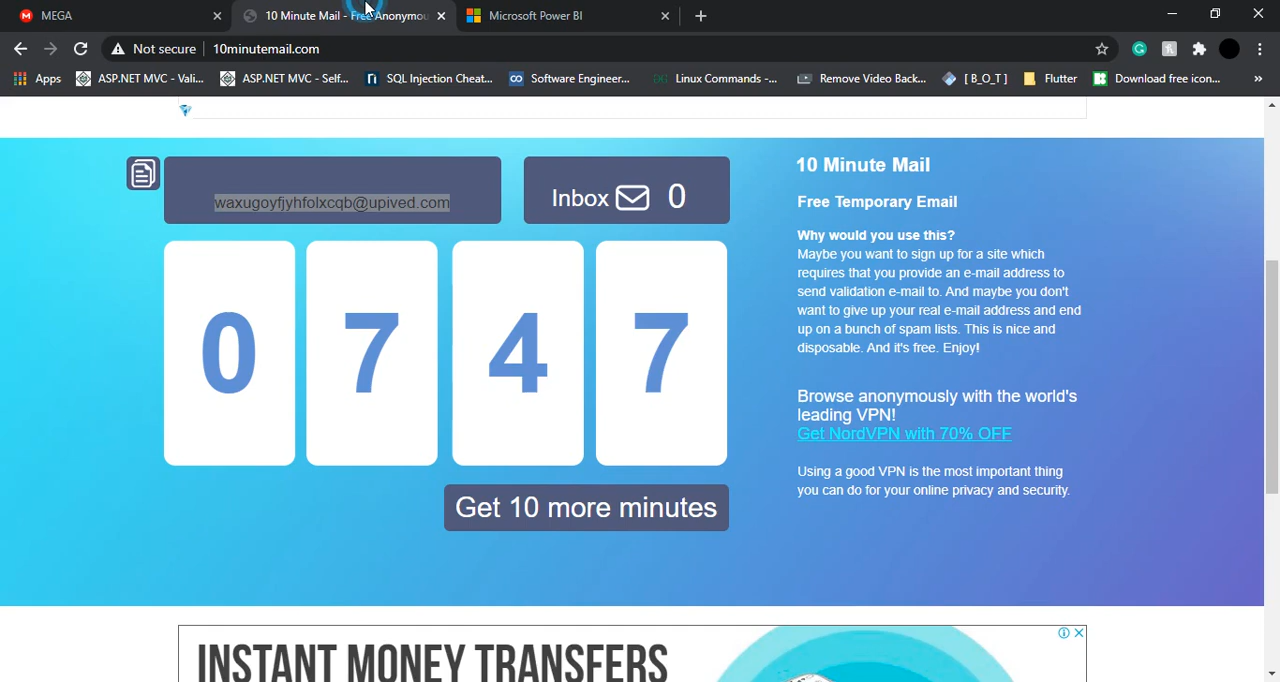 MEGA
10 Minute Mail - Free Anonymou
Microsoft Power BI
Not secure
10minutemail.com
Apps
ASP.NET MVC - Vali...
ASP.NET MVC - Self...
SQL Injection Cheat...
Software Engineer...
Linux Commands -...
Remove Video Back...
[ B_O_T ]
Flutter
Download free icon...
»
waxugoyfjyhfolxcqb@upived.com
Inbox 0
0 7 4 7
Get 10 more minutes
10 Minute Mail
Free Temporary Email
Why would you use this?
Maybe you want to sign up for a site which
requires that you provide an e-mail address to
send validation e-mail to. And maybe you don't
want to give up your real e-mail address and end
up on a bunch of spam lists. This is nice and
disposable. And it's free. Enjoy!
Browse anonymously with the world's
leading VPN!
Get NordVPN with 70% OFF
Using a good VPN is the most important thing
you can do for your online privacy and security.
INSTANT MONEY TRANSFERS